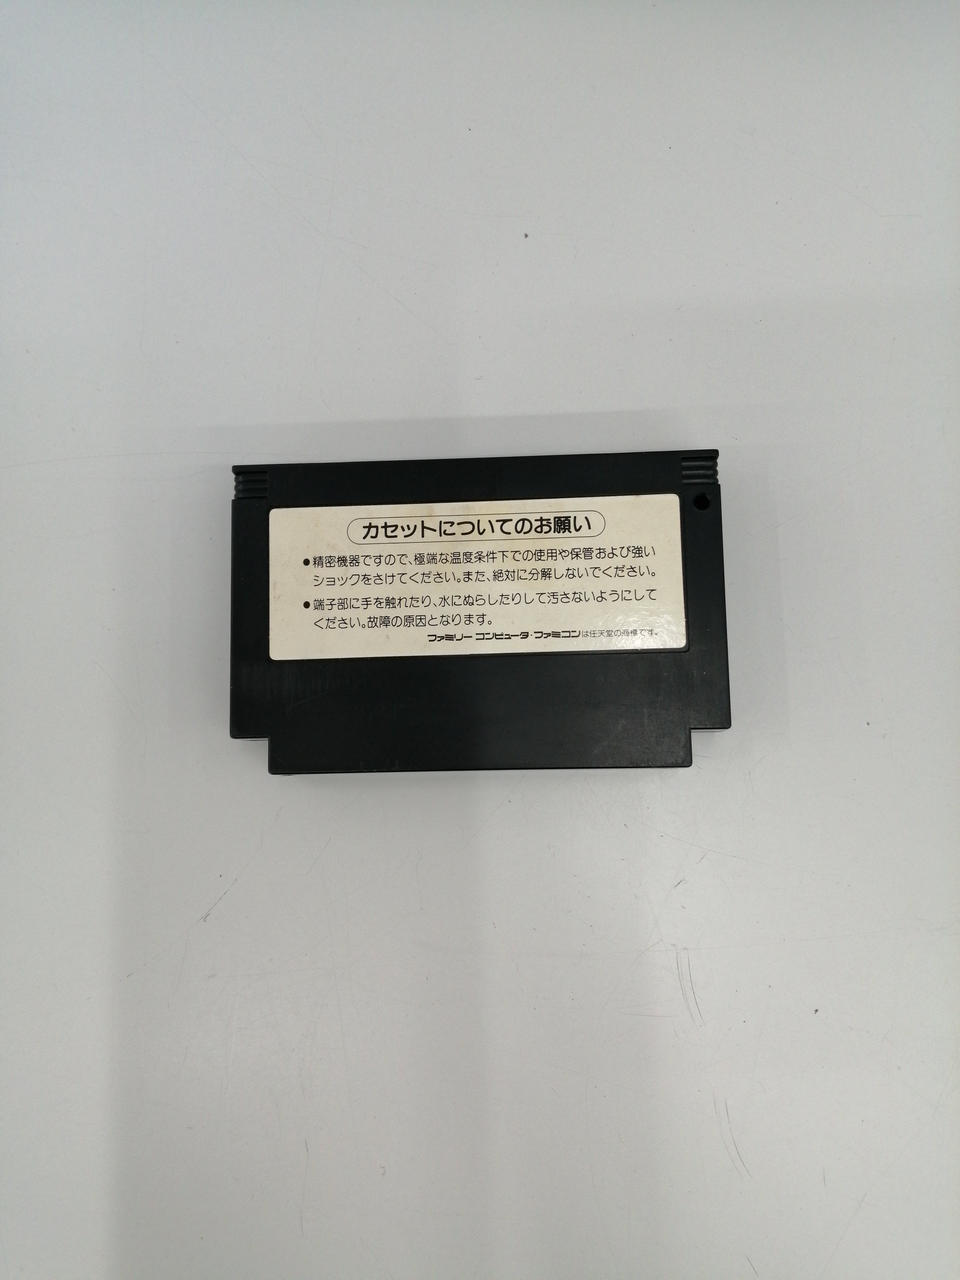 カセットについてのお願い
●精密機器ですので、極端な温度条件下での使用や保管および強い
ショックをさけてください。また、絶対に分解しないでください。
●端子部に手を触れたり、水にぬらしたりして汚さないようにして
ください。故障の原因となります。
ファミリーコンピュータ・ファミコンは任天堂の商標です。